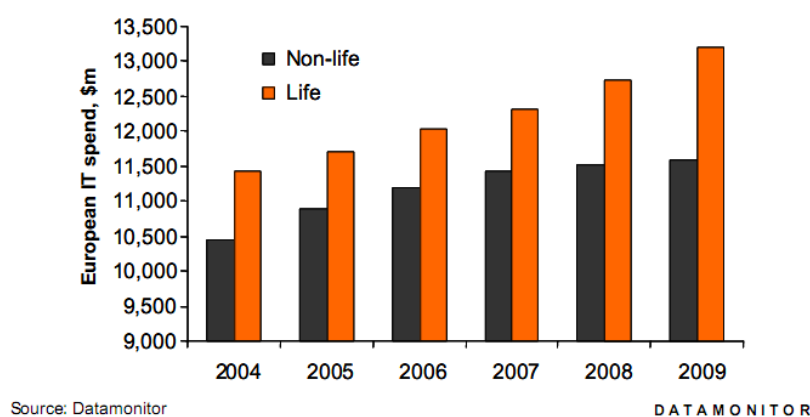 13,500
13,000
12,500
12,000
11,500
11,000
10,500
10,000
9,500
9,000
European IT spend, $m
Non-life
Life
2004 2005 2006 2007 2008 2009
Source: Datamonitor
DATAMONITOR